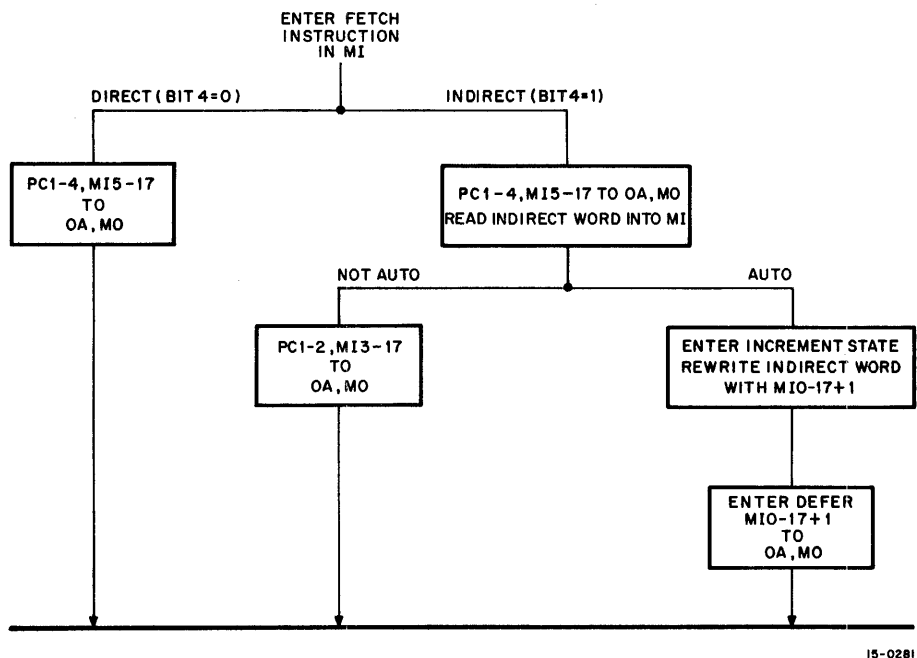 ENTER FETCH
INSTRUCTION
IN MI
DIRECT (BIT 4=0)
INDIRECT (BIT4=1)
PC1-4, MI5-17
TO
OA, MO
PC1-4, MI5-17 TO OA, MO
READ INDIRECT WORD INTO MI
NOT AUTO
AUTO
PC1-2, MI3-17
TO
OA, MO
ENTER INCREMENT STATE
REWRITE INDIRECT WORD
WITH MI0-17+1
ENTER DEFER
MI0-17+1
TO
OA, MO
15-0281